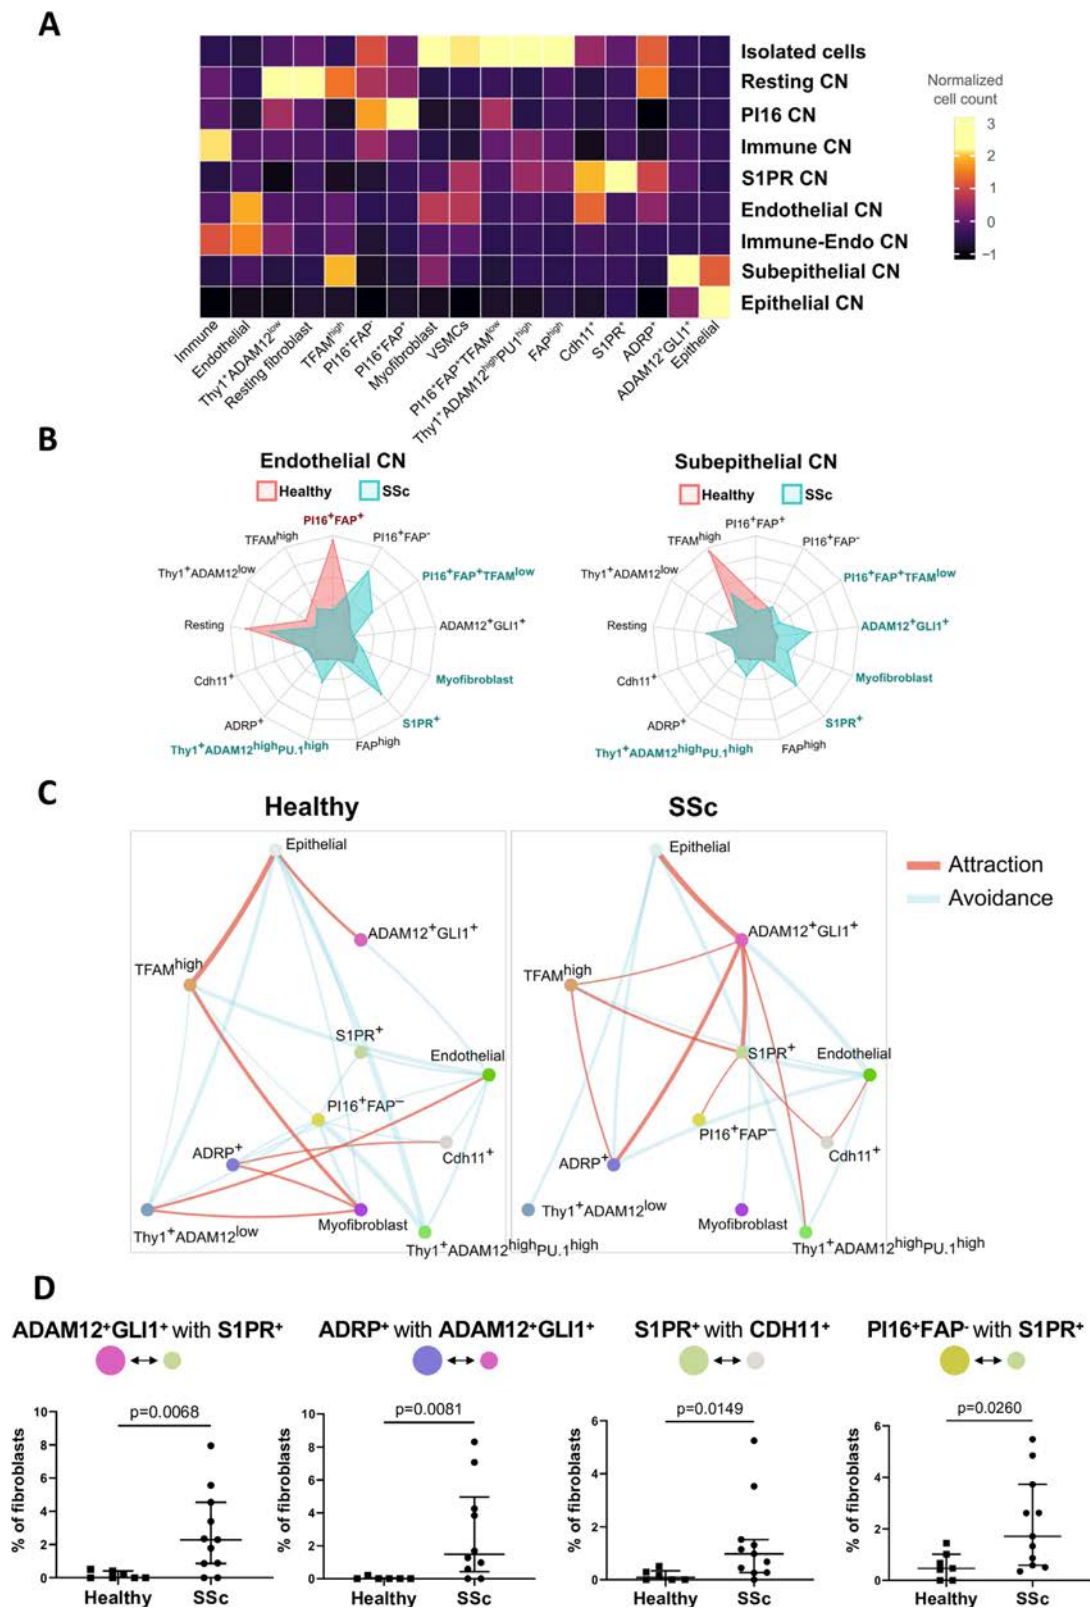 A
Isolated cells
Resting CN
PI16 CN
Immune CN
S1PR CN
Endothelial CN
Immune-Endo CN
Subepithelial CN
Epithelial CN
Normalized
cell count
3
2
1
0
−1
Immune
Endothelial
Thy1⁺ADAM12ˡᵒʷ
Resting fibroblast
TFAMʰⁱᵍʰ
PI16⁺FAP⁻
PI16⁺FAP⁺
Myofibroblast
VSMCs
PI16⁺FAP⁺TFAMˡᵒʷ
Thy1⁺ADAM12ʰⁱᵍʰPU1ʰⁱᵍʰ
FAPʰⁱᵍʰ
Cdh11⁺
S1PR⁺
ADRP⁺
ADAM12⁺GLI1⁺
Epithelial
B
Endothelial CN
Healthy SSc
PI16⁺FAP⁺
TFAMʰⁱᵍʰ
PI16⁺FAP⁻
Thy1⁺ADAM12ˡᵒʷ
PI16⁺FAP⁺TFAMˡᵒʷ
Resting
ADAM12⁺GLI1⁺
Cdh11⁺
Myofibroblast
ADRP⁺
S1PR⁺
Thy1⁺ADAM12ʰⁱᵍʰPU.1ʰⁱᵍʰ
FAPʰⁱᵍʰ
Subepithelial CN
Healthy SSc
PI16⁺FAP⁺
TFAMʰⁱᵍʰ
PI16⁺FAP⁻
Thy1⁺ADAM12ˡᵒʷ
PI16⁺FAP⁺TFAMˡᵒʷ
Resting
ADAM12⁺GLI1⁺
Cdh11⁺
Myofibroblast
ADRP⁺
S1PR⁺
Thy1⁺ADAM12ʰⁱᵍʰPU.1ʰⁱᵍʰ
FAPʰⁱᵍʰ
C
Healthy
Epithelial
ADAM12⁺GLI1⁺
TFAMʰⁱᵍʰ
S1PR⁺
Endothelial
PI16⁺FAP⁻
ADRP⁺
Cdh11⁺
Thy1⁺ADAM12ˡᵒʷ
Myofibroblast
Thy1⁺ADAM12ʰⁱᵍʰPU.1ʰⁱᵍʰ
SSc
Epithelial
ADAM12⁺GLI1⁺
TFAMʰⁱᵍʰ
S1PR⁺
Endothelial
PI16⁺FAP⁻
Cdh11⁺
ADRP⁺
Thy1⁺ADAM12ˡᵒʷ
Myofibroblast
Thy1⁺ADAM12ʰⁱᵍʰPU.1ʰⁱᵍʰ
Attraction
Avoidance
D
ADAM12⁺GLI1⁺ with S1PR⁺
p=0.0068
% of fibroblasts
10
8
6
4
2
0
Healthy SSc
ADRP⁺ with ADAM12⁺GLI1⁺
p=0.0081
% of fibroblasts
10
8
6
4
2
0
Healthy SSc
S1PR⁺ with CDH11⁺
p=0.0149
% of fibroblasts
6
4
2
0
Healthy SSc
PI16⁺FAP⁻ with S1PR⁺
p=0.0260
% of fibroblasts
6
4
2
0
Healthy SSc